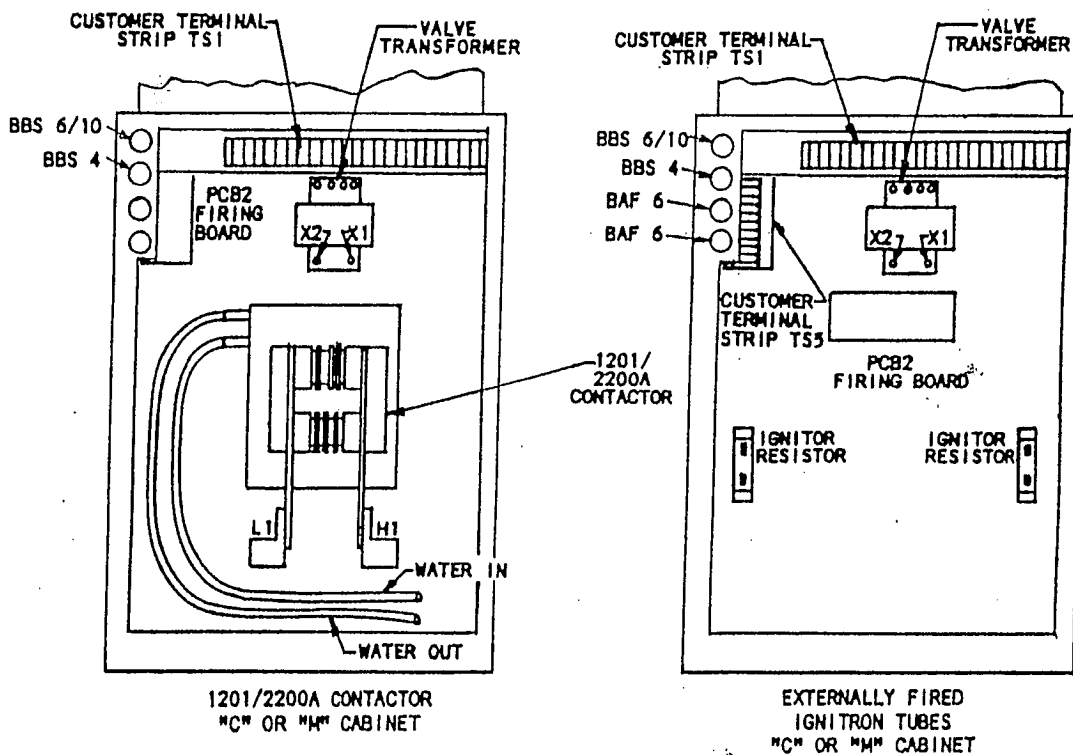 CUSTOMER TERMINAL
STRIP TS1
VALVE
TRANSFORMER
BBS 6/10
BBS 4
PCB2
FIRING
BOARD
X2 X1
1201/
2200A
CONTACTOR
L1
H1
WATER IN
WATER OUT
1201/2200A CONTACTOR
"C" OR "M" CABINET
CUSTOMER TERMINAL
STRIP TS1
VALVE
TRANSFORMER
BBS 6/10
BBS 4
BAF 6
BAF 6
X2 X1
CUSTOMER
TERMINAL
STRIP TS5
PCB2
FIRING BOARD
IGNITOR
RESISTOR
IGNITOR
RESISTOR
EXTERNALLY FIRED
IGNITRON TUBES
"C" OR "M" CABINET